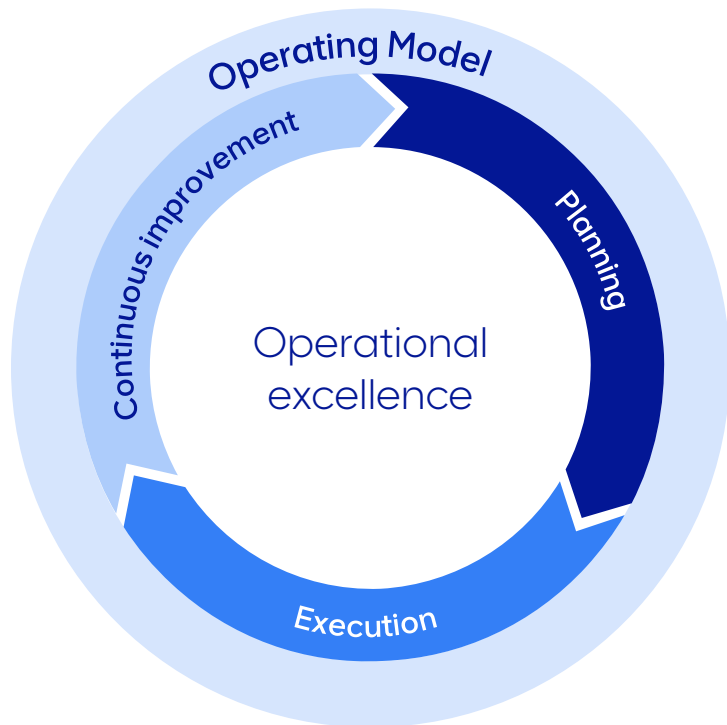 Operating Model
Continuous improvement
Planning
Operational
excellence
Execution